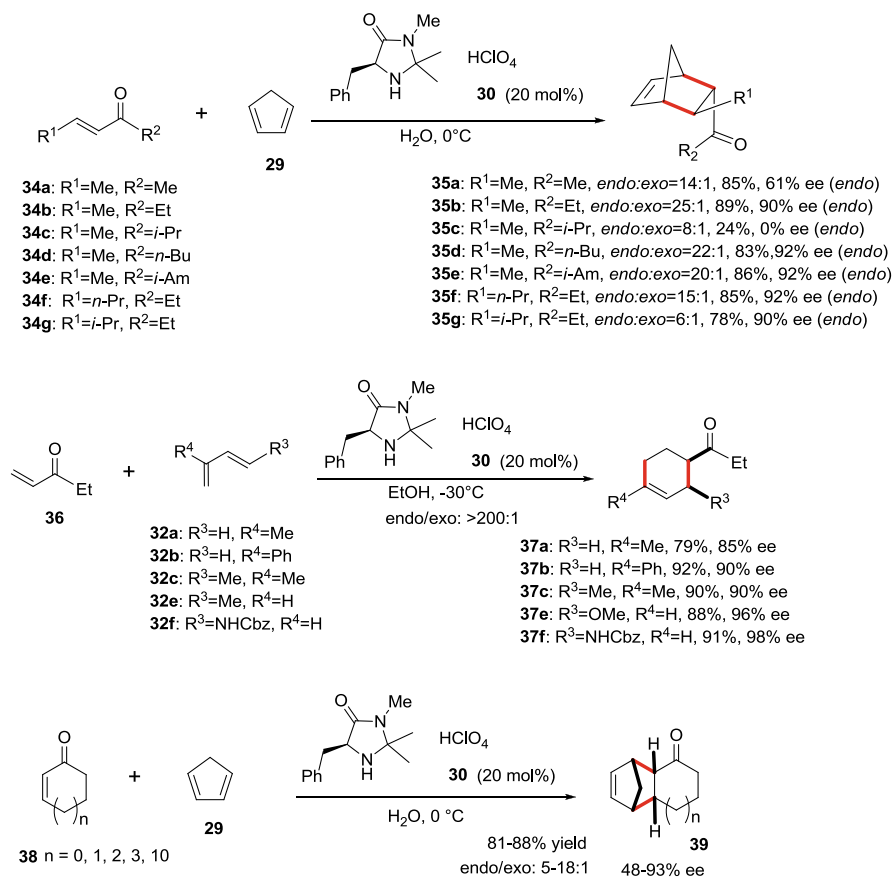 O
N
Me
Ph
N
H
HClO4
30 (20 mol%)
H2O, 0°C
R1
O
R2
+
29
R1
R2
O
34a: R1=Me, R2=Me
34b: R1=Me, R2=Et
34c: R1=Me, R2=i-Pr
34d: R1=Me, R2=n-Bu
34e: R1=Me, R2=i-Am
34f: R1=n-Pr, R2=Et
34g: R1=i-Pr, R2=Et
35a: R1=Me, R2=Me, endo:exo=14:1, 85%, 61% ee (endo)
35b: R1=Me, R2=Et, endo:exo=25:1, 89%, 90% ee (endo)
35c: R1=Me, R2=i-Pr, endo:exo=8:1, 24%, 0% ee (endo)
35d: R1=Me, R2=n-Bu, endo:exo=22:1, 83%,92% ee (endo)
35e: R1=Me, R2=i-Am, endo:exo=20:1, 86%, 92% ee (endo)
35f: R1=n-Pr, R2=Et, endo:exo=15:1, 85%, 92% ee (endo)
35g: R1=i-Pr, R2=Et, endo:exo=6:1, 78%, 90% ee (endo)
O
N
Me
Ph
N
H
HClO4
30 (20 mol%)
EtOH, -30°C
endo/exo: >200:1
O
Et
36
+
R4
R3
O
Et
R4
R3
32a: R3=H, R4=Me
32b: R3=H, R4=Ph
32c: R3=Me, R4=Me
32e: R3=Me, R4=H
32f: R3=NHCbz, R4=H
37a: R3=H, R4=Me, 79%, 85% ee
37b: R3=H, R4=Ph, 92%, 90% ee
37c: R3=Me, R4=Me, 90%, 90% ee
37e: R3=OMe, R4=H, 88%, 96% ee
37f: R3=NHCbz, R4=H, 91%, 98% ee
O
N
Me
Ph
N
H
HClO4
30 (20 mol%)
H2O, 0 °C
81-88% yield
endo/exo: 5-18:1
O
( )n
+
29
38 n = 0, 1, 2, 3, 10
H
O
H
( )n
39
48-93% ee